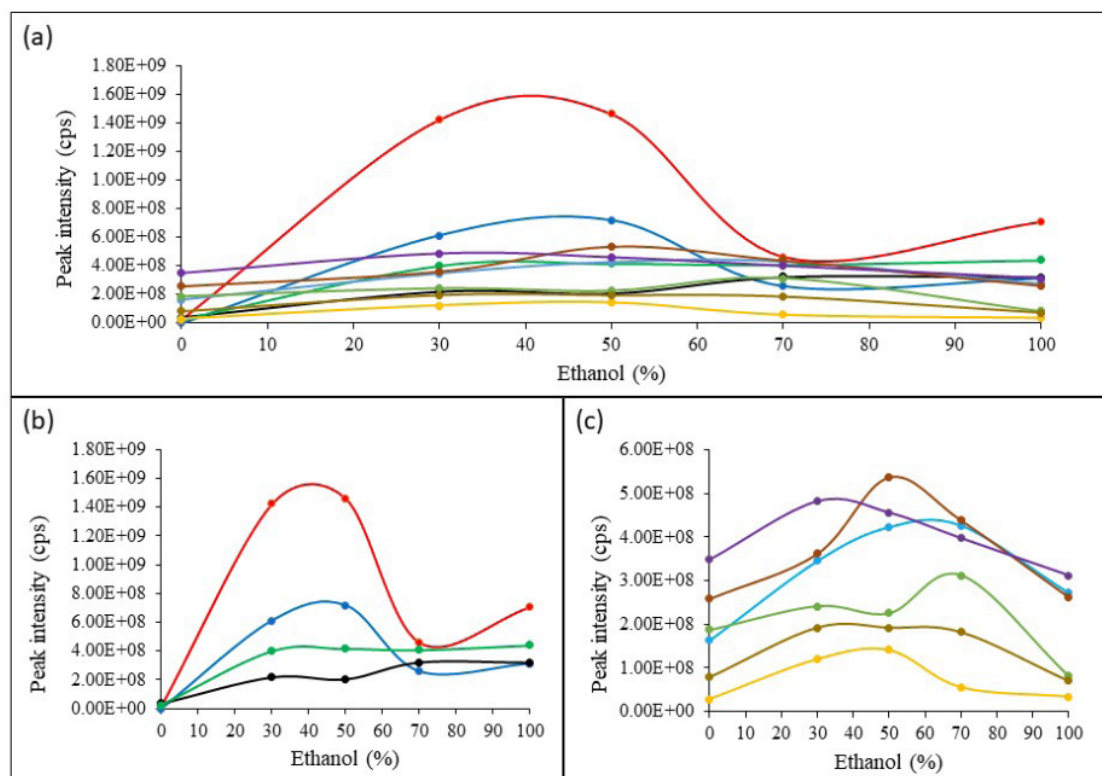 (a)
Peak intensity (cps)
1.80E+09
1.60E+09
1.40E+09
1.20E+09
1.00E+09
8.00E+08
6.00E+08
4.00E+08
2.00E+08
0.00E+00
0 10 20 30 40 50 60 70 80 90 100
Ethanol (%)
(b)
Peak intensity (cps)
1.80E+09
1.60E+09
1.40E+09
1.20E+09
1.00E+09
8.00E+08
6.00E+08
4.00E+08
2.00E+08
0.00E+00
0 10 20 30 40 50 60 70 80 90 100
Ethanol (%)
(c)
Peak intensity (cps)
6.00E+08
5.00E+08
4.00E+08
3.00E+08
2.00E+08
1.00E+08
0.00E+00
0 10 20 30 40 50 60 70 80 90 100
Ethanol (%)